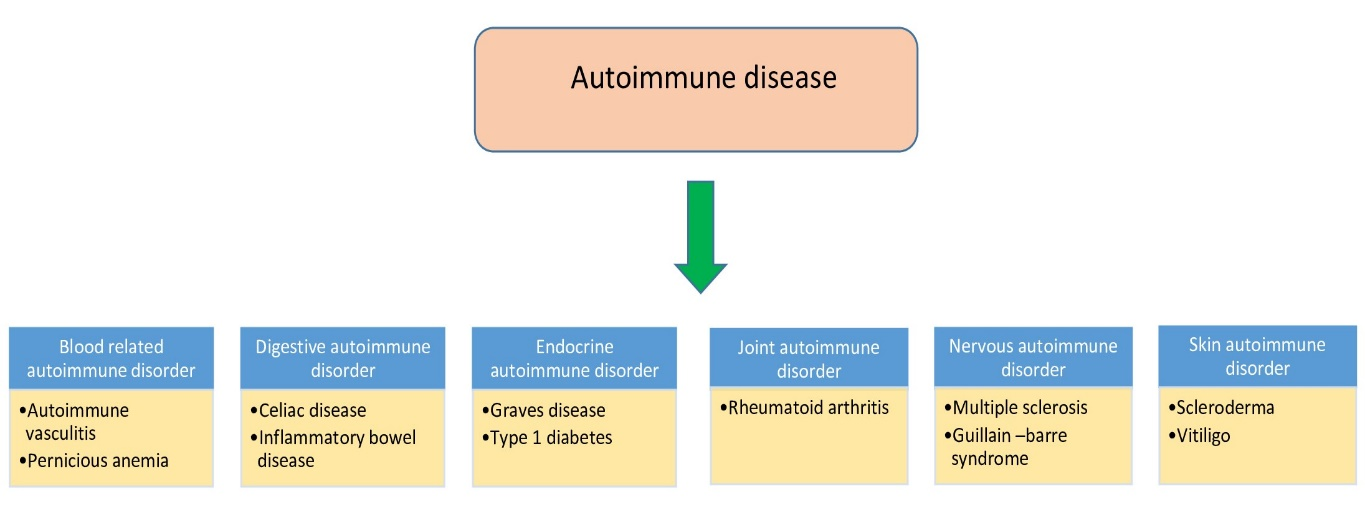 Autoimmune disease
Blood related
autoimmune disorder
•Autoimmune
vasculitis
•Pernicious anemia
Digestive autoimmune
disorder
•Celiac disease
•Inflammatory bowel
disease
Endocrine
autoimmune disorder
•Graves disease
•Type 1 diabetes
Joint autoimmune
disorder
•Rheumatoid arthritis
Nervous autoimmune
disorder
•Multiple sclerosis
•Guillain –barre
syndrome
Skin autoimmune
disorder
•Scleroderma
•Vitiligo